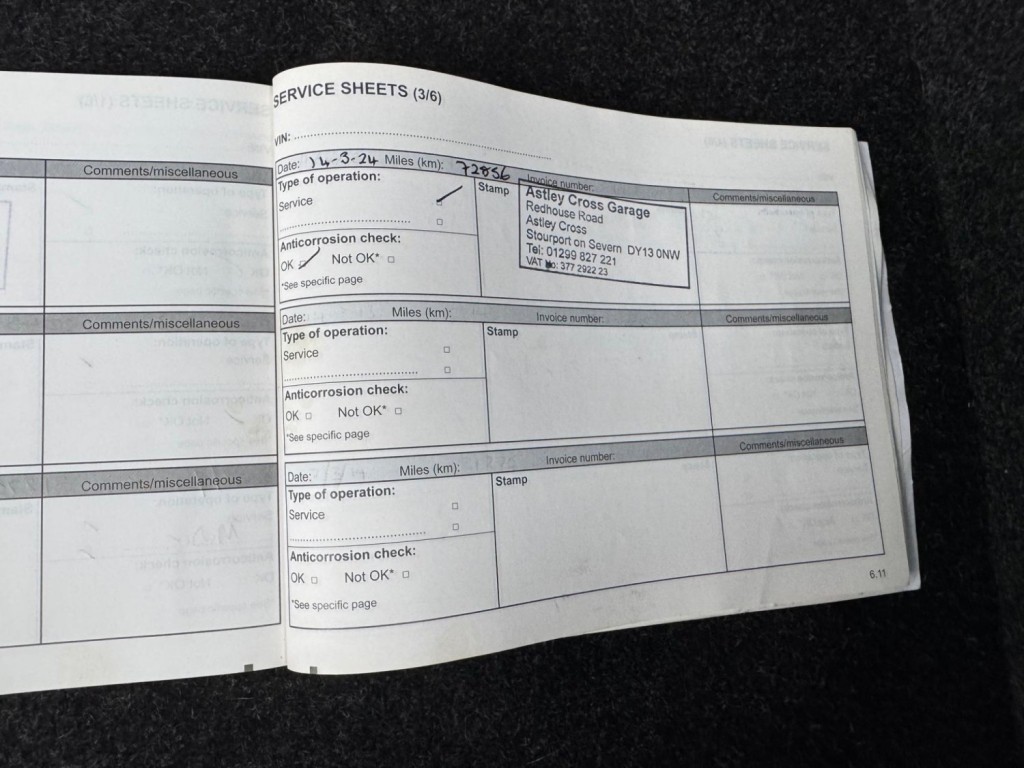 Comments/miscellaneous
Comments/miscellaneous
Comments/miscellaneous
SERVICE SHEETS (3/6)
VIN:
Date: 14-3-24 Miles (km): 72856 Invoice number: Comments/miscellaneous
Type of operation:
Service
Anticorrosion check:
OK Not OK*
*See specific page
Stamp
Astley Cross Garage
Redhouse Road
Astley Cross
Stourport on Severn DY13 0NW
Tel: 01299 827 221
VAT No: 377 2922 23
Date: Miles (km): Invoice number: Comments/miscellaneous
Type of operation:
Service
Anticorrosion check:
OK Not OK*
*See specific page
Stamp
Date: Miles (km): Invoice number: Comments/miscellaneous
Type of operation:
Service
Anticorrosion check:
OK Not OK*
*See specific page
Stamp
6.11